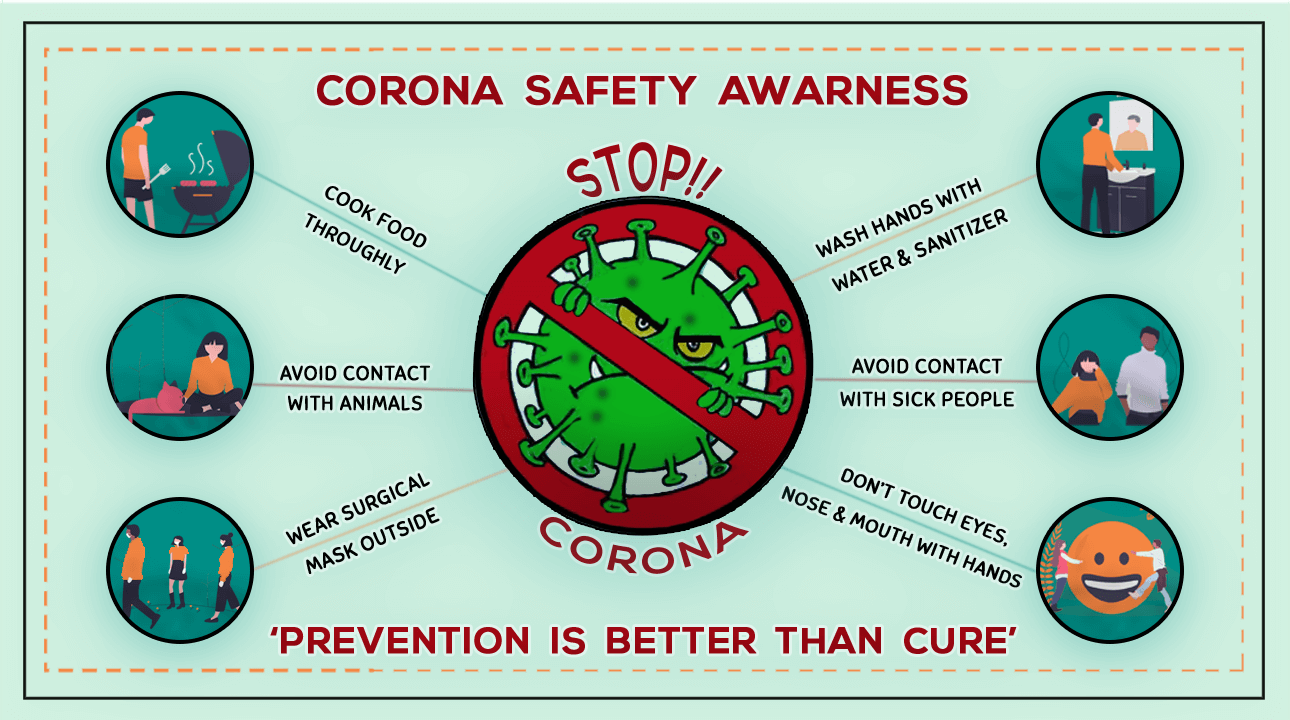 CORONA SAFETY AWARNESS
STOP!!
COOK FOOD
THROUGHLY
WASH HANDS WITH
WATER & SANITIZER
AVOID CONTACT
WITH ANIMALS
AVOID CONTACT
WITH SICK PEOPLE
WEAR SURGICAL
MASK OUTSIDE
DON'T TOUCH EYES,
NOSE & MOUTH WITH HANDS
CORONA
'PREVENTION IS BETTER THAN CURE'